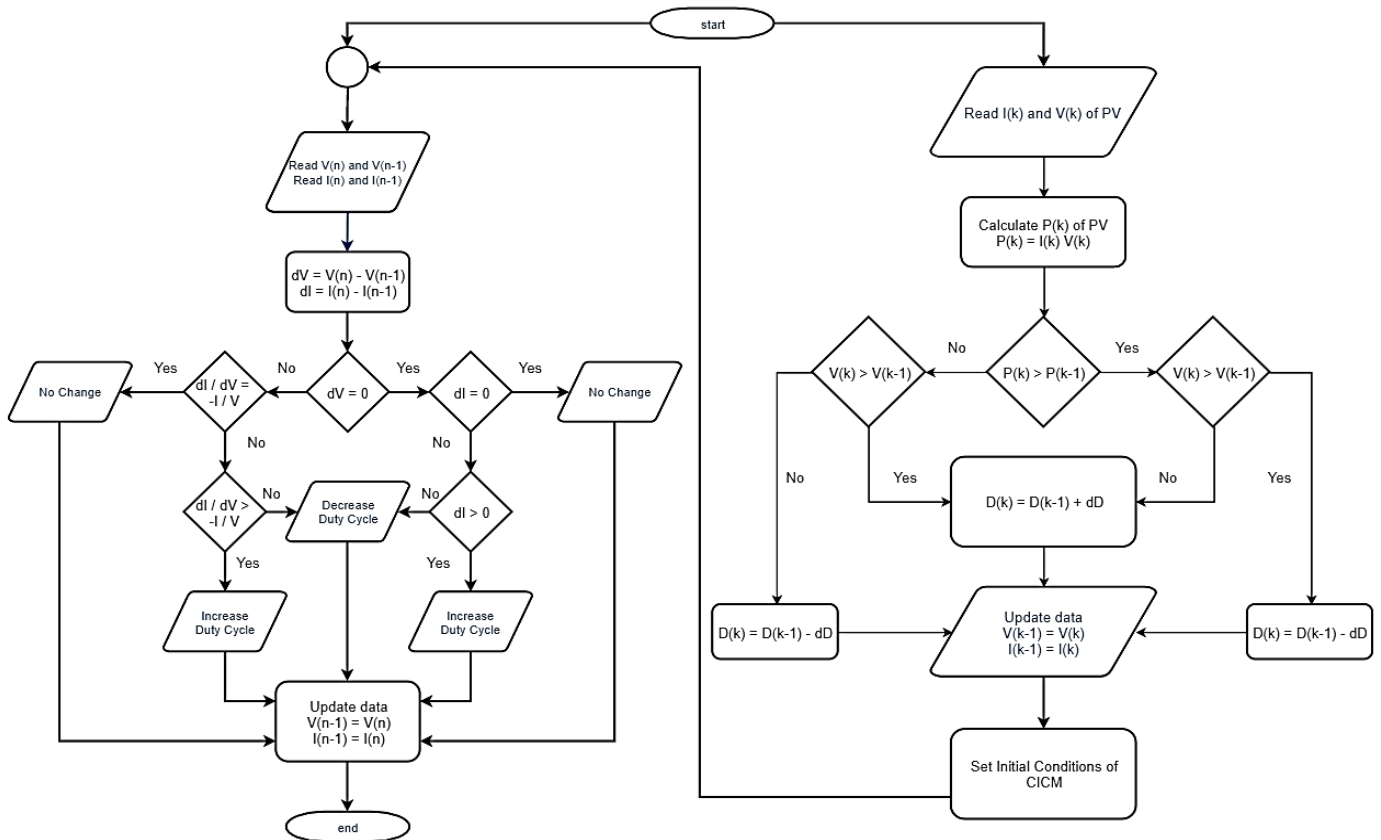 start
Read V(n) and V(n-1)
Read I(n) and I(n-1)
dV = V(n) - V(n-1)
dI = I(n) - I(n-1)
Yes
No
Yes
Yes
No Change
dI / dV =
-I / V
dV = 0
dI = 0
No Change
No
No
dI / dV >
-I / V
No
Decrease
Duty Cycle
No
dI > 0
Yes
Yes
Increase
Duty Cycle
Increase
Duty Cycle
Update data
V(n-1) = V(n)
I(n-1) = I(n)
end
Read I(k) and V(k) of PV
Calculate P(k) of PV
P(k) = I(k) V(k)
No
Yes
V(k) > V(k-1)
P(k) > P(k-1)
V(k) > V(k-1)
No
Yes
No
Yes
D(k) = D(k-1) + dD
D(k) = D(k-1) - dD
Update data
V(k-1) = V(k)
I(k-1) = I(k)
D(k) = D(k-1) - dD
Set Initial Conditions of
CICM